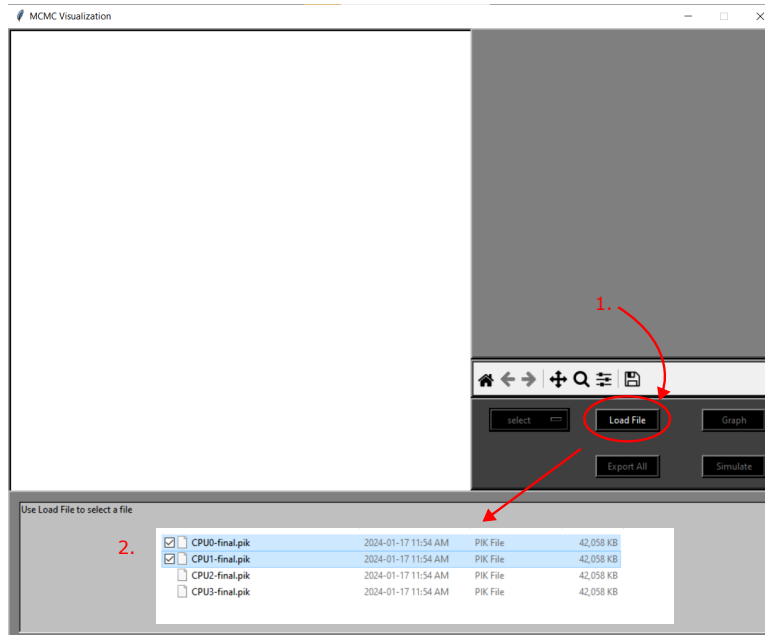 MCMC Visualization
1.
select
Load File
Graph
Export All
Simulate
Use Load File to select a file
2.
CPU0-final.pik 2024-01-17 11:54 AM PIK File 42,058 KB
CPU1-final.pik 2024-01-17 11:54 AM PIK File 42,058 KB
CPU2-final.pik 2024-01-17 11:54 AM PIK File 42,058 KB
CPU3-final.pik 2024-01-17 11:54 AM PIK File 42,058 KB